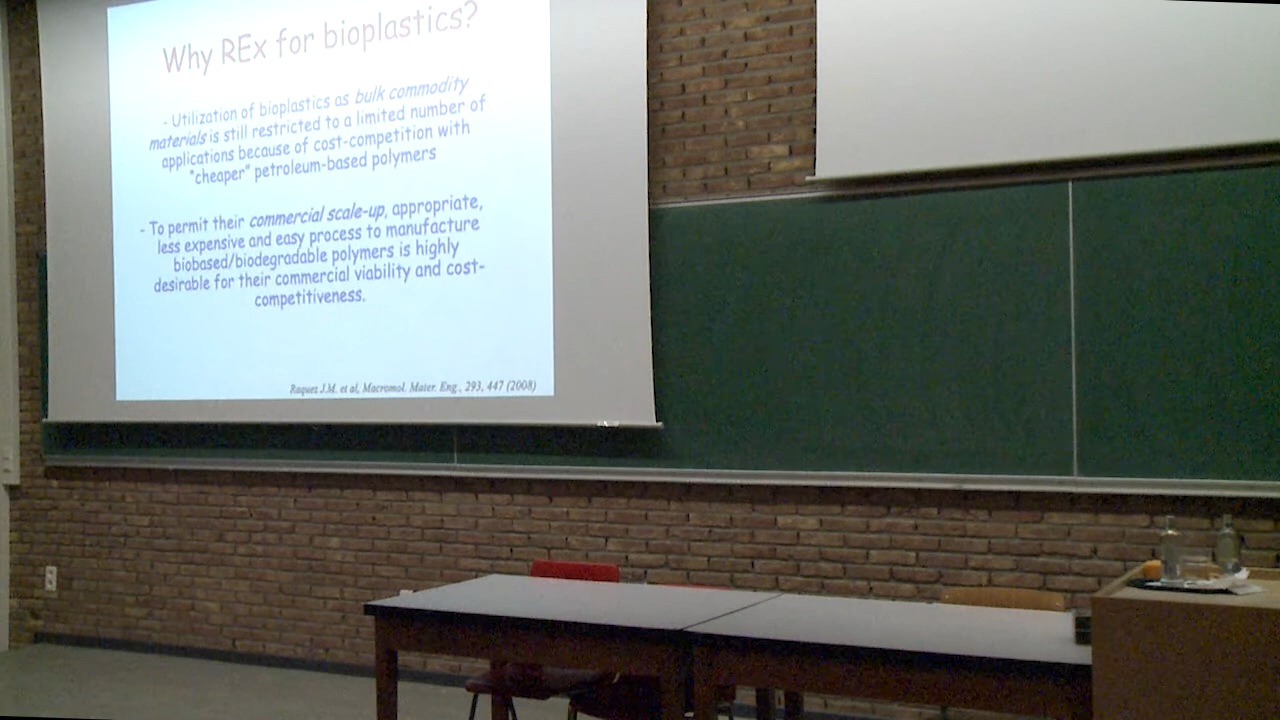 Why REx for bioplastics?
- Utilization of bioplastics as bulk commodity
materials is still restricted to a limited number of
applications because of cost-competition with
"cheaper" petroleum-based polymers
- To permit their commercial scale-up, appropriate,
less expensive and easy process to manufacture
biobased/biodegradable polymers is highly
desirable for their commercial viability and cost-
competitiveness.
Raquez J.M. et al, Macromol. Mater. Eng., 293, 447 (2008)